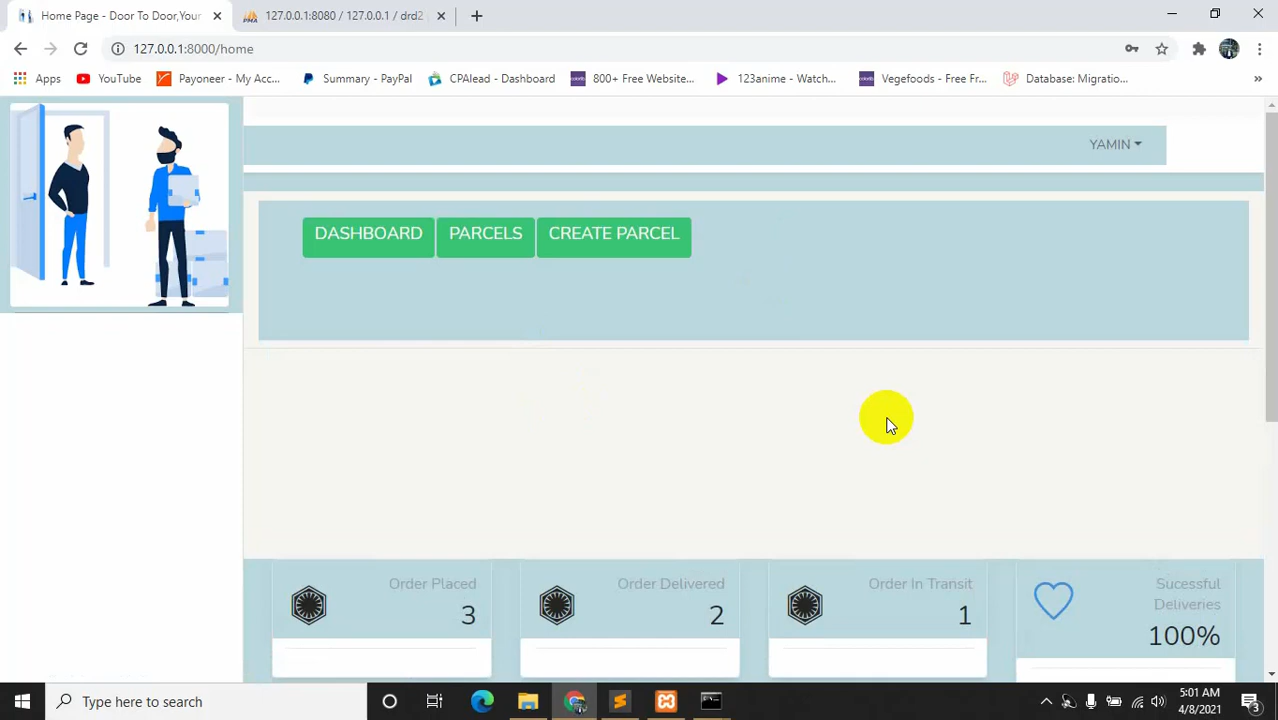 Home Page - Door To Door,Your
127.0.0.1:8080 / 127.0.0.1 / drd2
127.0.0.1:8000/home
Apps
YouTube
Payoneer - My Acc...
Summary - PayPal
CPAlead - Dashboard
800+ Free Website...
123anime - Watch...
Vegefoods - Free Fr...
Database: Migratio...
»
YAMIN
DASHBOARD
PARCELS
CREATE PARCEL
Order Placed
3
Order Delivered
2
Order In Transit
1
Sucessful
Deliveries
100%
Type here to search
5:01 AM
4/8/2021
3